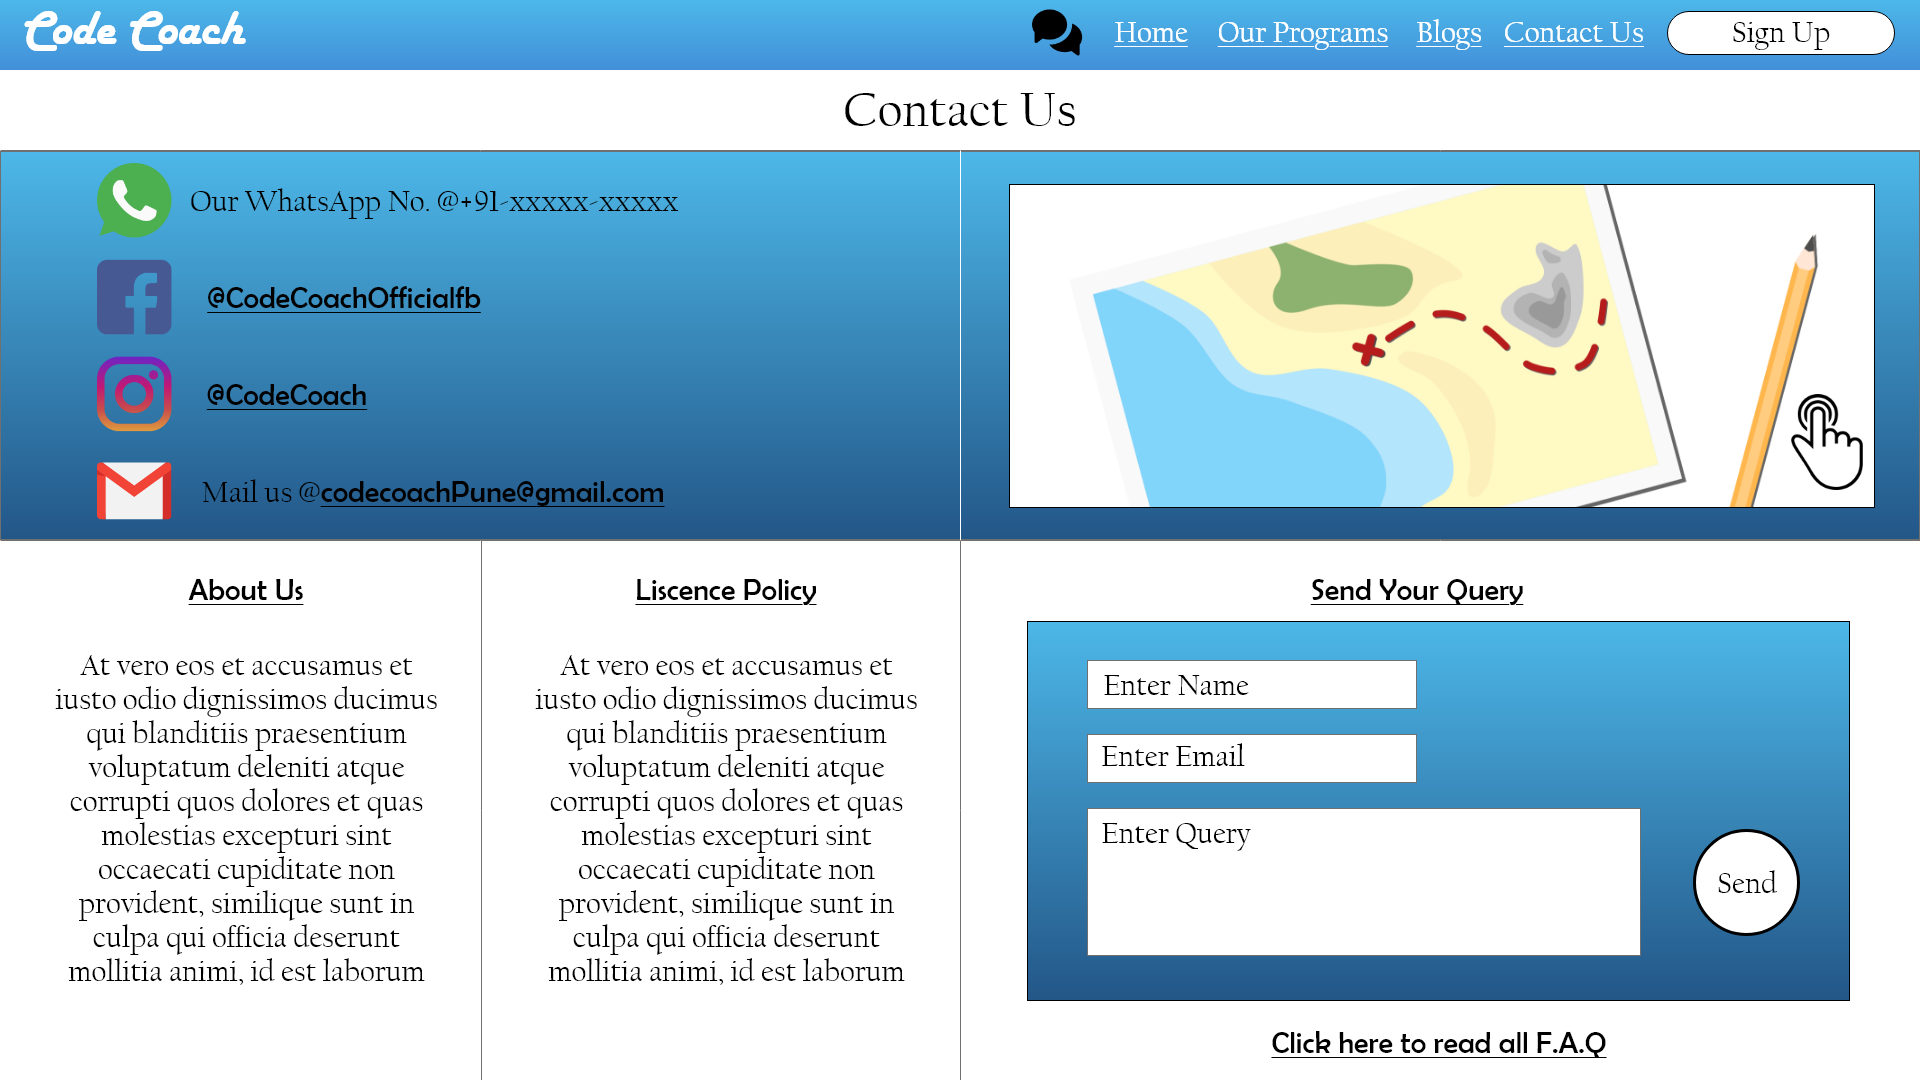 Code Coach
Home
Our Programs
Blogs
Contact Us
Sign Up
Contact Us
Our WhatsApp No. @+91-xxxxx-xxxxx
@CodeCoachOfficialfb
@CodeCoach
Mail us @codecoachPune@gmail.com
About Us
At vero eos et accusamus et
iusto odio dignissimos ducimus
qui blanditiis praesentium
voluptatum deleniti atque
corrupti quos dolores et quas
molestias excepturi sint
occaecati cupiditate non
provident, similique sunt in
culpa qui officia deserunt
mollitia animi, id est laborum
Liscence Policy
At vero eos et accusamus et
iusto odio dignissimos ducimus
qui blanditiis praesentium
voluptatum deleniti atque
corrupti quos dolores et quas
molestias excepturi sint
occaecati cupiditate non
provident, similique sunt in
culpa qui officia deserunt
mollitia animi, id est laborum
Send Your Query
Enter Name
Enter Email
Enter Query
Send
Click here to read all F.A.Q